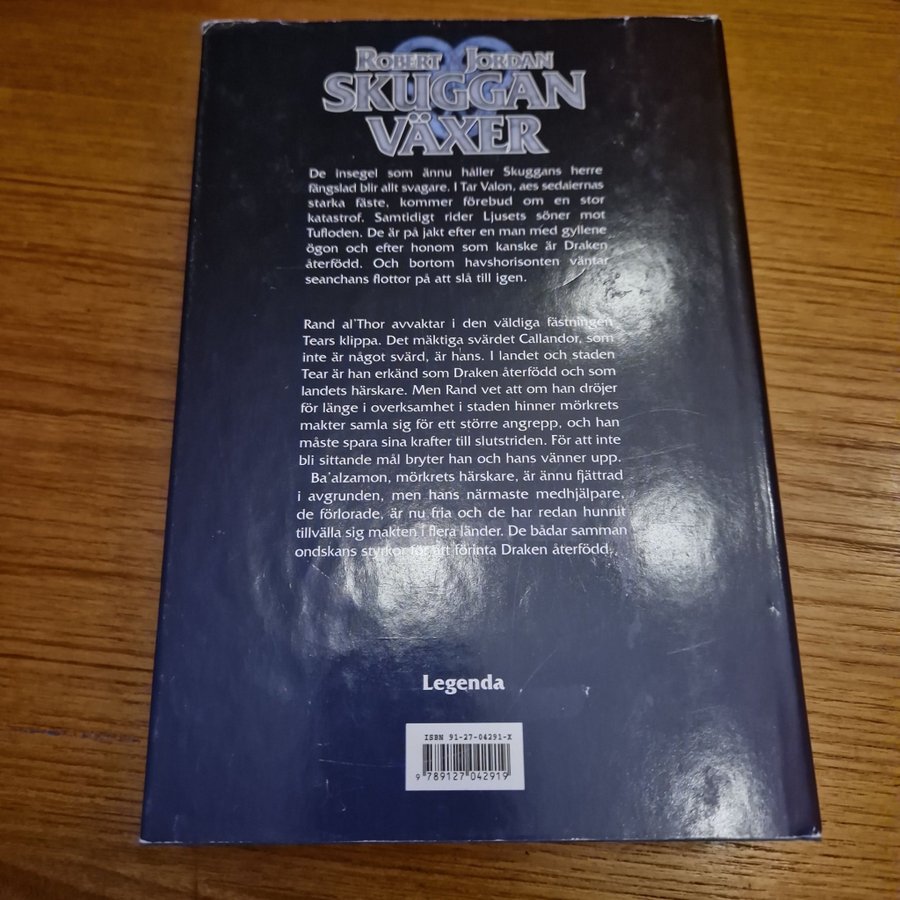 ROBERT JORDAN
SKUGGAN
VÄXER
De insegel som ännu håller Skuggans herre
fängslad blir allt svagare. I Tar Valon, aes sedaiernas
starka fäste, kommer förebud om en stor
katastrof. Samtidigt rider Ljusets söner mot
Tufloden. De är på jakt efter en man med gyllene
ögon och efter honom som kanske är Draken
återfödd. Och bortom havshorisonten väntar
seanchans flottor på att slå till igen.
Rand al'Thor avvaktar i den väldiga fästningen
Tears klippa. Det mäktiga svärdet Callandor, som
inte är något svärd, är hans. I landet och staden
Tear är han erkänd som Draken återfödd och som
landets härskare. Men Rand vet att om han dröjer
för länge i overksamhet i staden hinner mörkrets
makter samla sig för ett större angrepp, och han
måste spara sina krafter till slutstriden. För att inte
bli sittande mål bryter han och hans vänner upp.
Ba'alzamon, mörkrets härskare, är ännu fjättrad
i avgrunden, men hans närmaste medhjälpare,
de förlorade, är nu fria och de har redan hunnit
tillvälla sig makten i flera länder. De bådar samman
ondskans styrkor för att förinta Draken återfödd.
Legenda
ISBN 91-27-04291-X
9 789127 042919